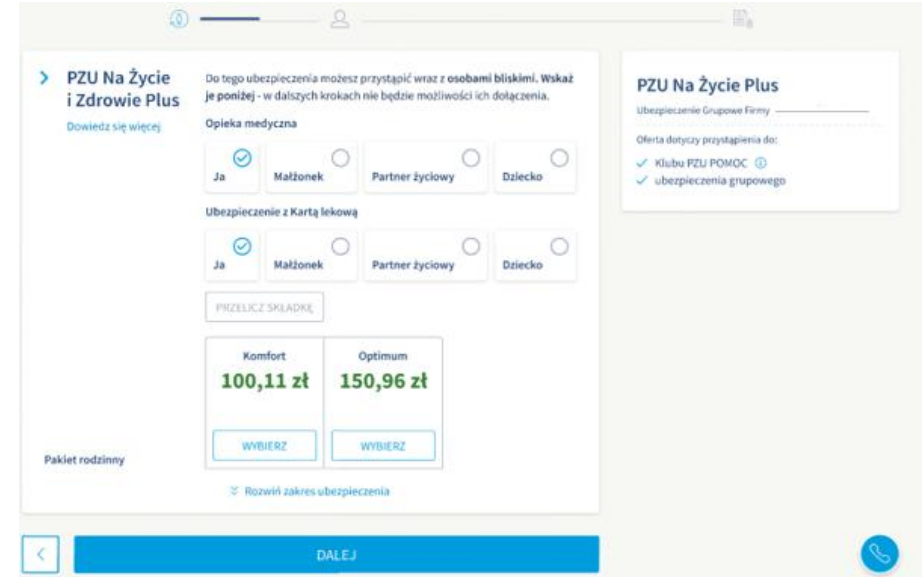 PZU Na Życie
i Zdrowie Plus
Dowiedz się więcej
Do tego ubezpieczenia możesz przystąpić wraz z osobami bliskimi. Wskaż
je poniżej - w dalszych krokach nie będzie możliwości ich dołączenia.
Opieka medyczna
Ja
Małżonek
Partner życiowy
Dziecko
Ubezpieczenie z Kartą lekową
Ja
Małżonek
Partner życiowy
Dziecko
PRZELICZ SKŁADKĘ
Komfort
100,11 zł
WYBIERZ
Optimum
150,96 zł
WYBIERZ
Pakiet rodzinny
Rozwiń zakres ubezpieczenia
DALEJ
PZU Na Życie Plus
Ubezpieczenie Grupowe Firmy
Oferta dotyczy przystąpienia do:
Klubu PZU POMOC
ubezpieczenia grupowego